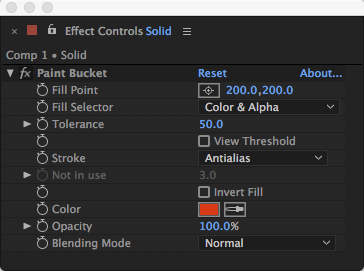 × Effect Controls Solid ≡
Comp 1 • Solid
fx Paint Bucket Reset About...
Fill Point 200.0,200.0
Fill Selector Color & Alpha
Tolerance 50.0
View Threshold
Stroke Antialias
Not in use 3.0
Invert Fill
Color
Opacity 100.0%
Blending Mode Normal